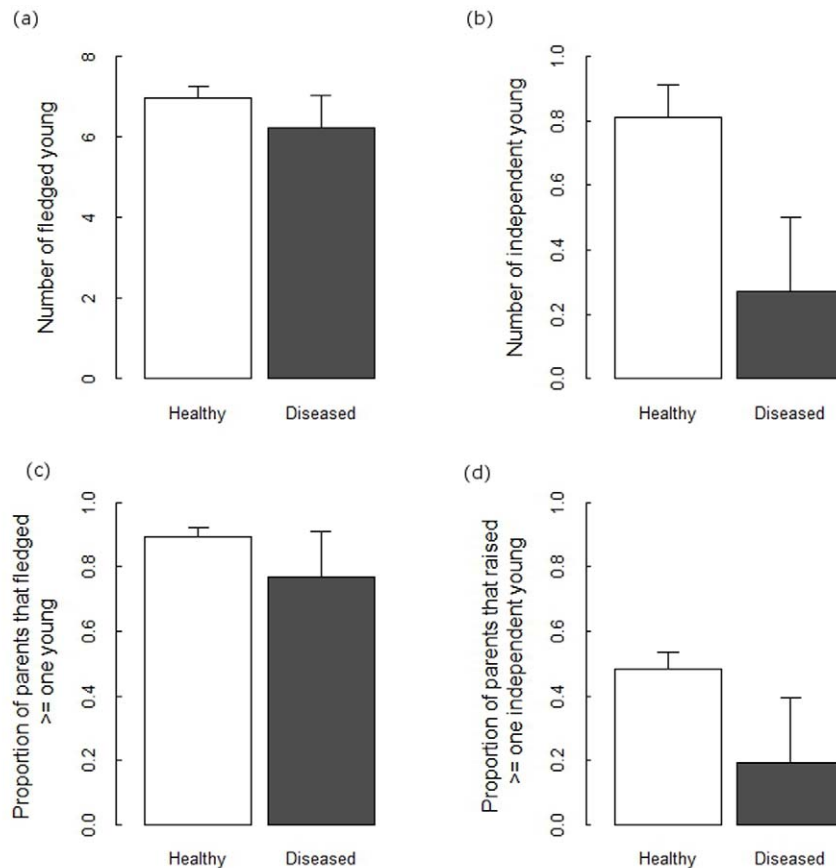 (a)
Number of fledged young
0
2
4
6
8
Healthy
Diseased
(b)
Number of independent young
0.0
0.2
0.4
0.6
0.8
1.0
Healthy
Diseased
(c)
Proportion of parents that fledged
>= one young
0.0
0.2
0.4
0.6
0.8
1.0
Healthy
Diseased
(d)
Proportion of parents that raised
>= one independent young
0.0
0.2
0.4
0.6
0.8
1.0
Healthy
Diseased